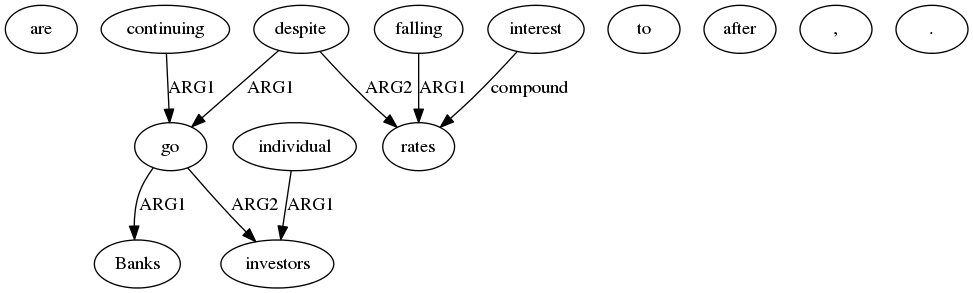 are continuing despite falling interest to after , .
ARG1 ARG1 ARG2 ARG1 compound
go individual rates
ARG1 ARG2 ARG1
Banks investors